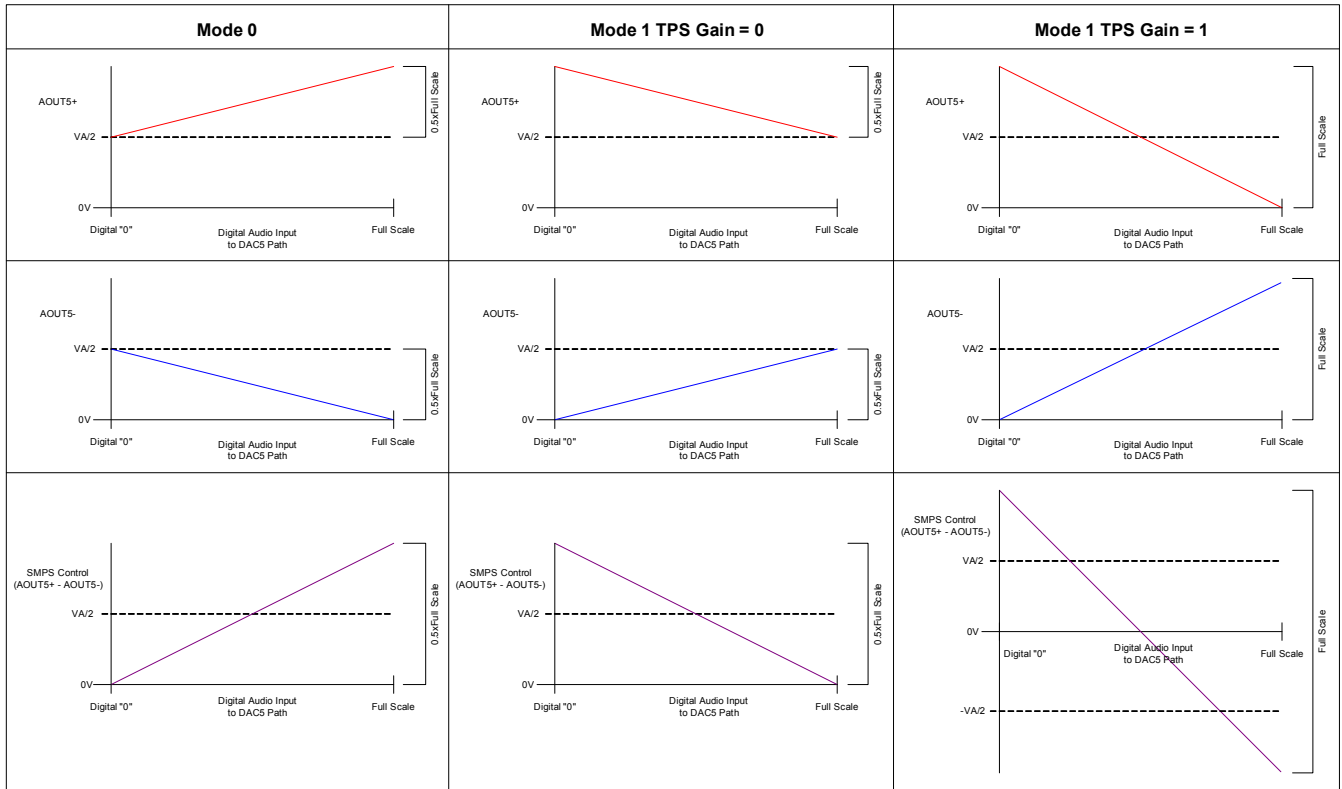 Mode 0
Mode 1 TPS Gain = 0
Mode 1 TPS Gain = 1
AOUT5+
VA/2
0V
Digital "0"
Digital Audio Input
to DAC5 Path
Full Scale
0.5xFull Scale
AOUT5+
VA/2
0V
Digital "0"
Digital Audio Input
to DAC5 Path
Full Scale
0.5xFull Scale
AOUT5+
VA/2
0V
Digital "0"
Digital Audio Input
to DAC5 Path
Full Scale
Full Scale
AOUT5-
VA/2
0V
Digital "0"
Digital Audio Input
to DAC5 Path
Full Scale
0.5xFull Scale
AOUT5-
VA/2
0V
Digital "0"
Digital Audio Input
to DAC5 Path
Full Scale
0.5xFull Scale
AOUT5-
VA/2
0V
Digital "0"
Digital Audio Input
to DAC5 Path
Full Scale
Full Scale
SMPS Control
(AOUT5+ - AOUT5-)
VA/2
0V
Digital "0"
Digital Audio Input
to DAC5 Path
Full Scale
0.5xFull Scale
SMPS Control
(AOUT5+ - AOUT5-)
VA/2
0V
Digital "0"
Digital Audio Input
to DAC5 Path
Full Scale
0.5xFull Scale
SMPS Control
(AOUT5+ - AOUT5-)
VA/2
0V
Digital "0"
Digital Audio Input
to DAC5 Path
Full Scale
-VA/2
Full Scale